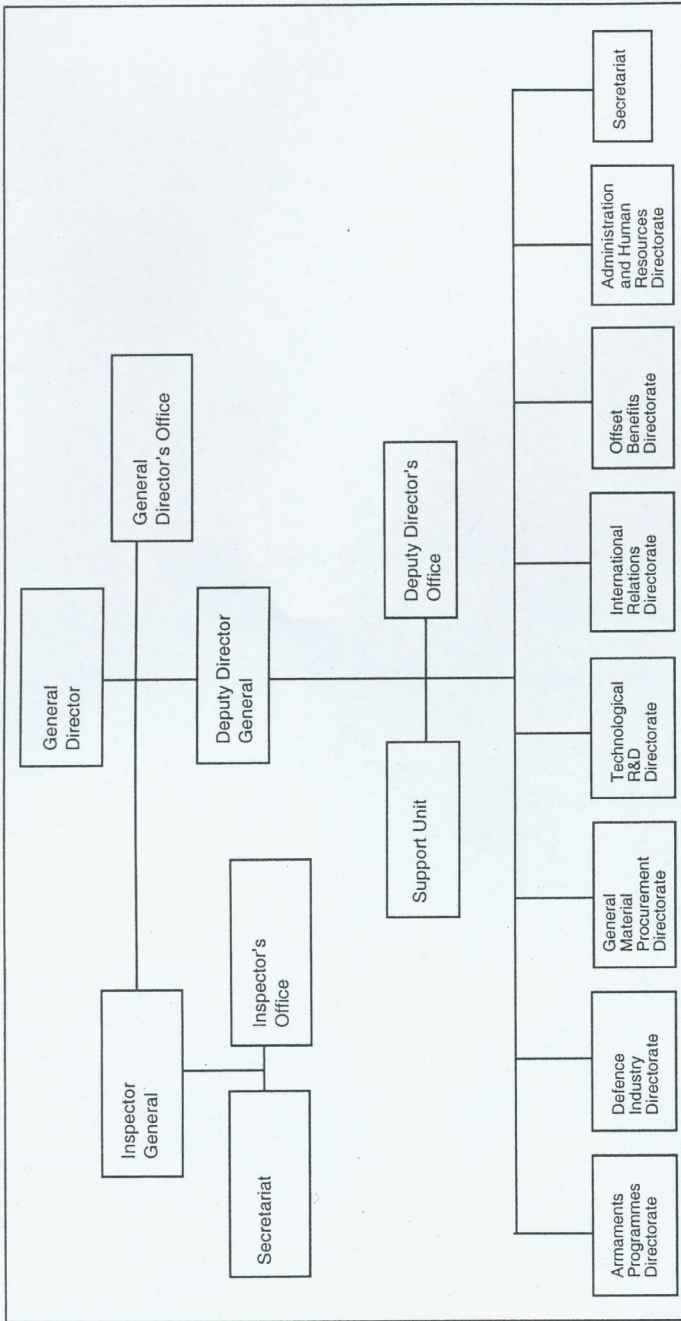 General
Director
General
Director's Office
Inspector
General
Deputy Director
General
Secretariat
Inspector's
Office
Support Unit
Deputy Director's
Office
Armaments
Programmes
Directorate
Defence
Industry
Directorate
General
Material
Procurement
Directorate
Technological
R&D
Directorate
International
Relations
Directorate
Offset
Benefits
Directorate
Administration
and Human
Resources
Directorate
Secretariat